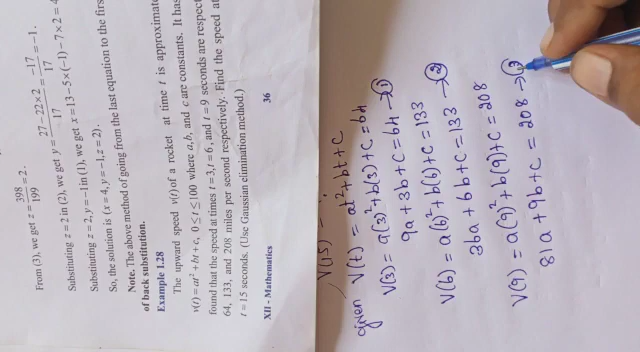 From (3), we get z = 398/199 = 2.
Substituting z = 2 in (2), we get y = 27 − 22×2 / 17 = −17/17 = −1.
Substituting z = 2, y = −1 in (1), we get x = 13 − 5×(−1) − 7×2 = 4
So, the solution is (x = 4, y = −1, z = 2).
Note. The above method of going from the last equation to the firs
of back substitution.
Example 1.28
The upward speed v(t) of a rocket at time t is approximate
v(t) = at² + bt + c, 0 ≤ t ≤ 100 where a, b, and c are constants. It has
found that the speed at times t = 3, t = 6, and t = 9 seconds are respect
64, 133, and 208 miles per second respectively. Find the speed at
t = 15 seconds. (Use Gaussian elimination method.)
XII - Mathematics
36
V(15) =
given V(t) = at² + bt + C
V(3) = a(3)² + b(3) + C = 64
9a + 3b + C = 64 → ①
V(6) = a(6)² + b(6) + C = 133
36a + 6b + C = 133 → ②
V(9) = a(9)² + b(9) + C = 208
81a + 9b + C = 208 → ③